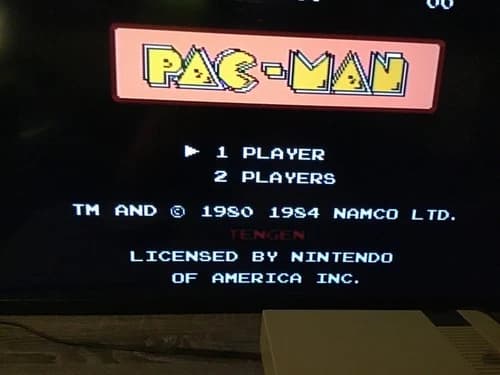 00
PAC-MAN
1 PLAYER
2 PLAYERS
TM AND © 1980 1984 NAMCO LTD.
TENGEN
LICENSED BY NINTENDO
OF AMERICA INC.